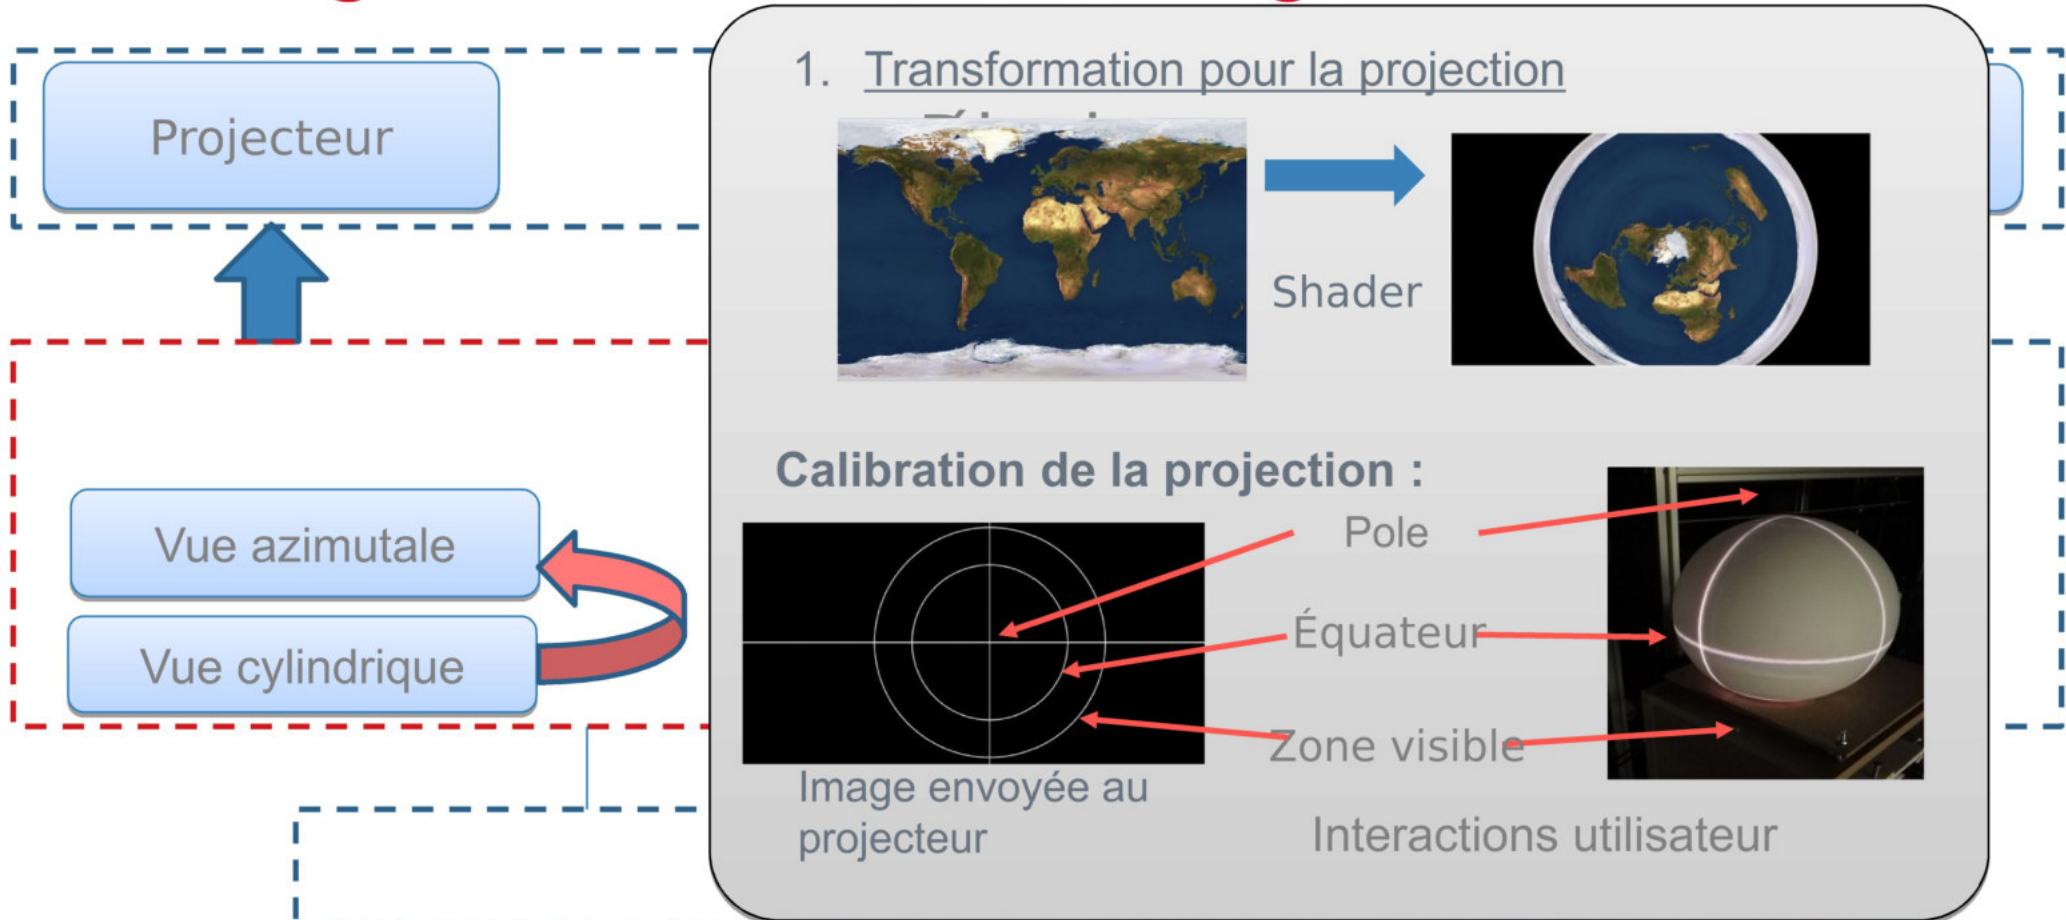 1. Transformation pour la projection
Projecteur
Shader
Calibration de la projection :
Pole
Vue azimutale
Équateur
Vue cylindrique
Zone visible
Image envoyée au
projecteur
Interactions utilisateur